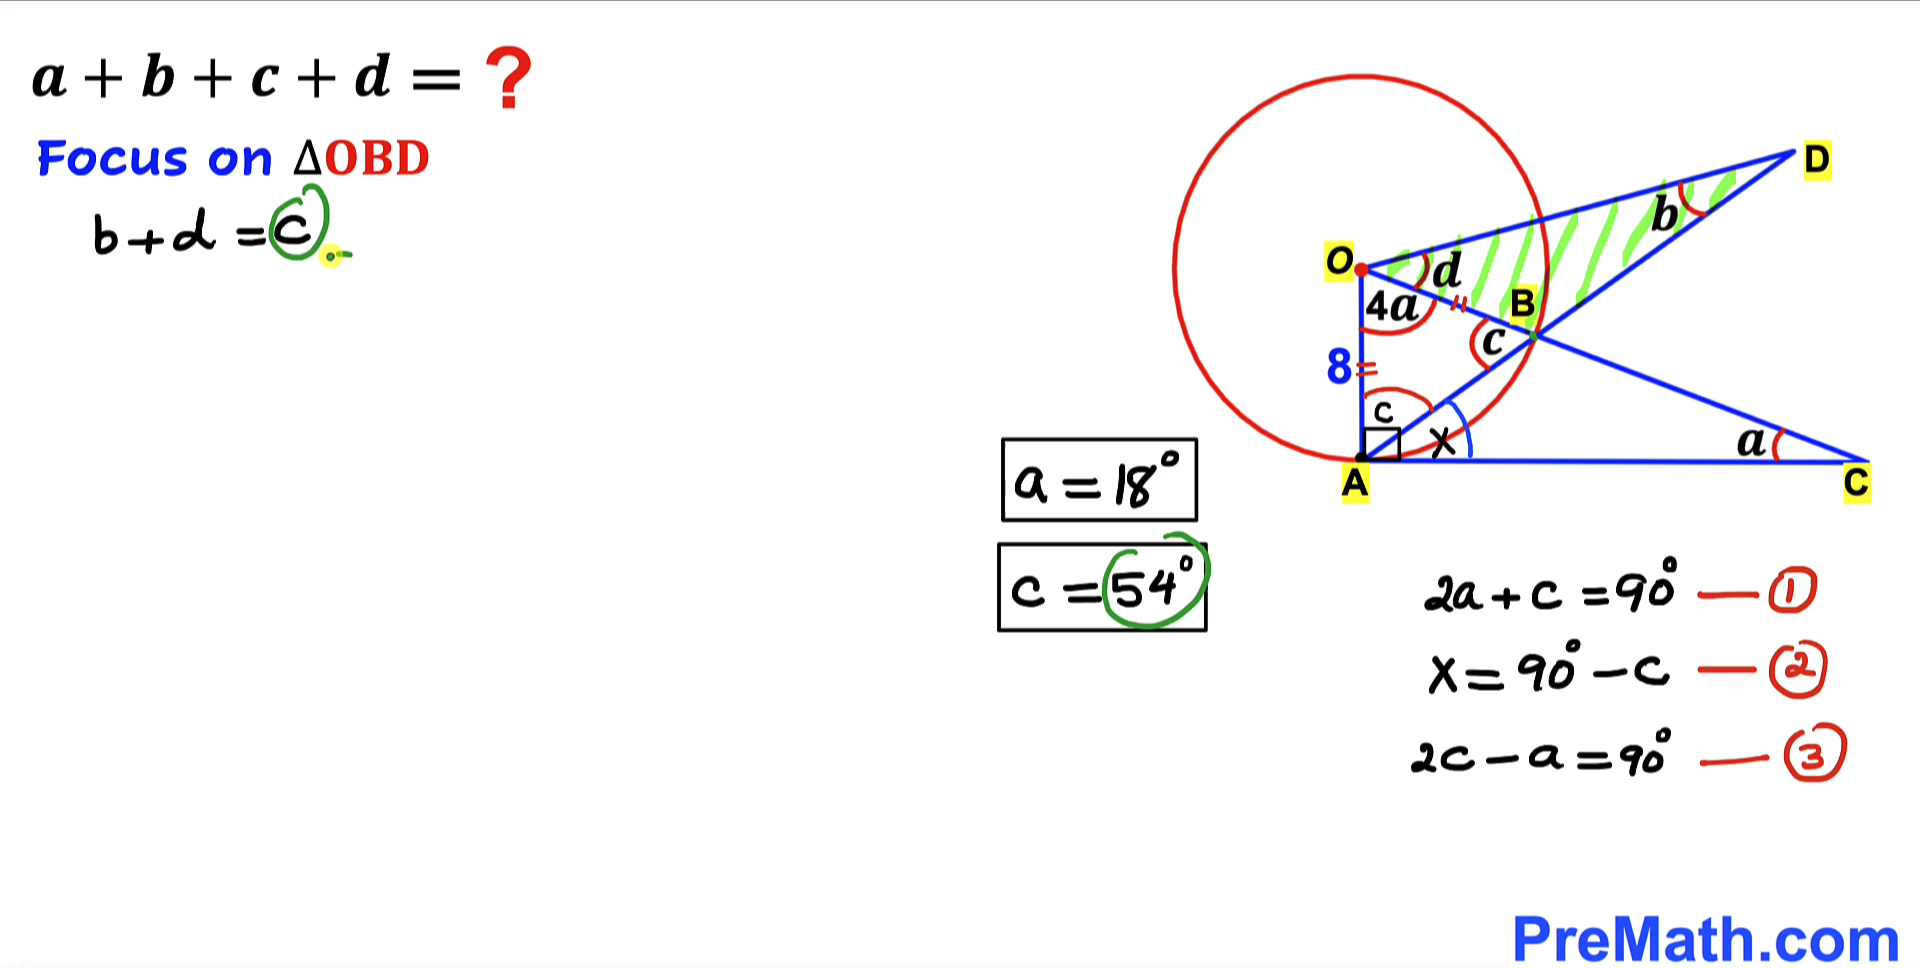 a + b + c + d = ?
Focus on ΔOBD
b + d = c
D
b
O
d
4a
B
c
8
c
x
a
A
C
a = 18°
c = 54°
2a + c = 90° — ①
x = 90° − c — ②
2c − a = 90° — ③
PreMath.com